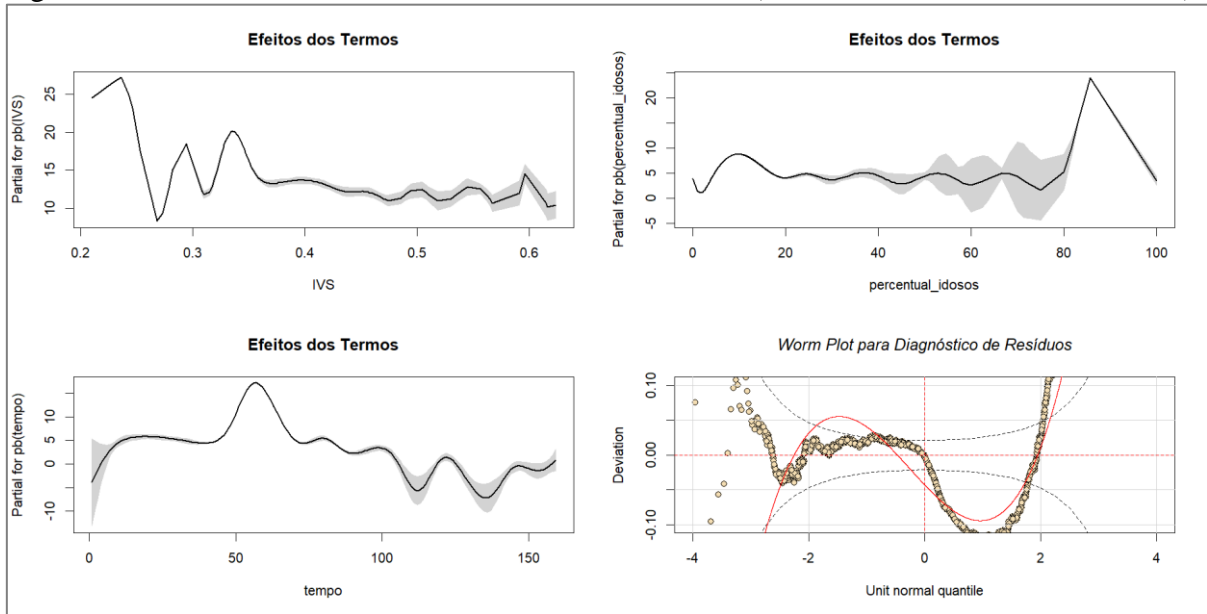 Efeitos dos Termos
Partial for pb(IVS)
25
20
15
10
0.2 0.3 0.4 0.5 0.6
IVS
Efeitos dos Termos
Partial for pb(percentual_idosos)
20
10
5
0
-5
0 20 40 60 80 100
percentual_idosos
Efeitos dos Termos
Partial for pb(tempo)
10
5
0
-10
0 50 100 150
tempo
Worm Plot para Diagnóstico de Resíduos
Deviation
0.10
0.00
-0.10
-4 -2 0 2 4
Unit normal quantile